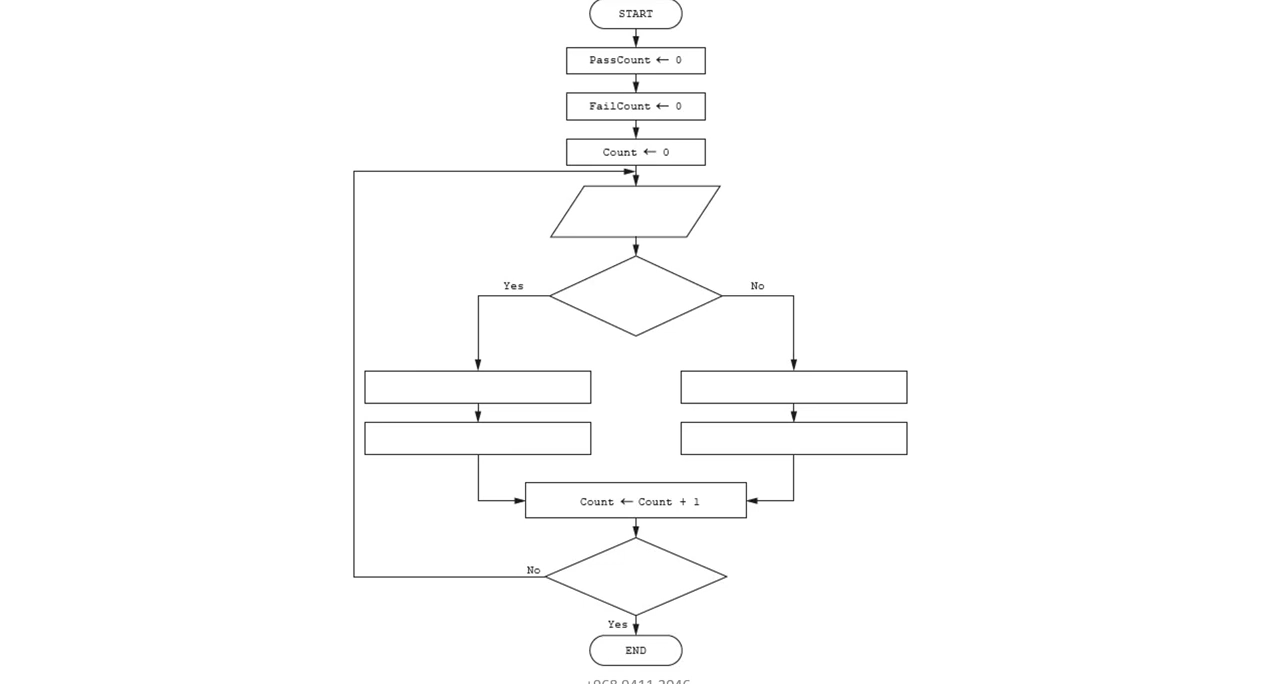 START
PassCount ← 0
FailCount ← 0
Count ← 0
Yes
No
Count ← Count + 1
No
Yes
END